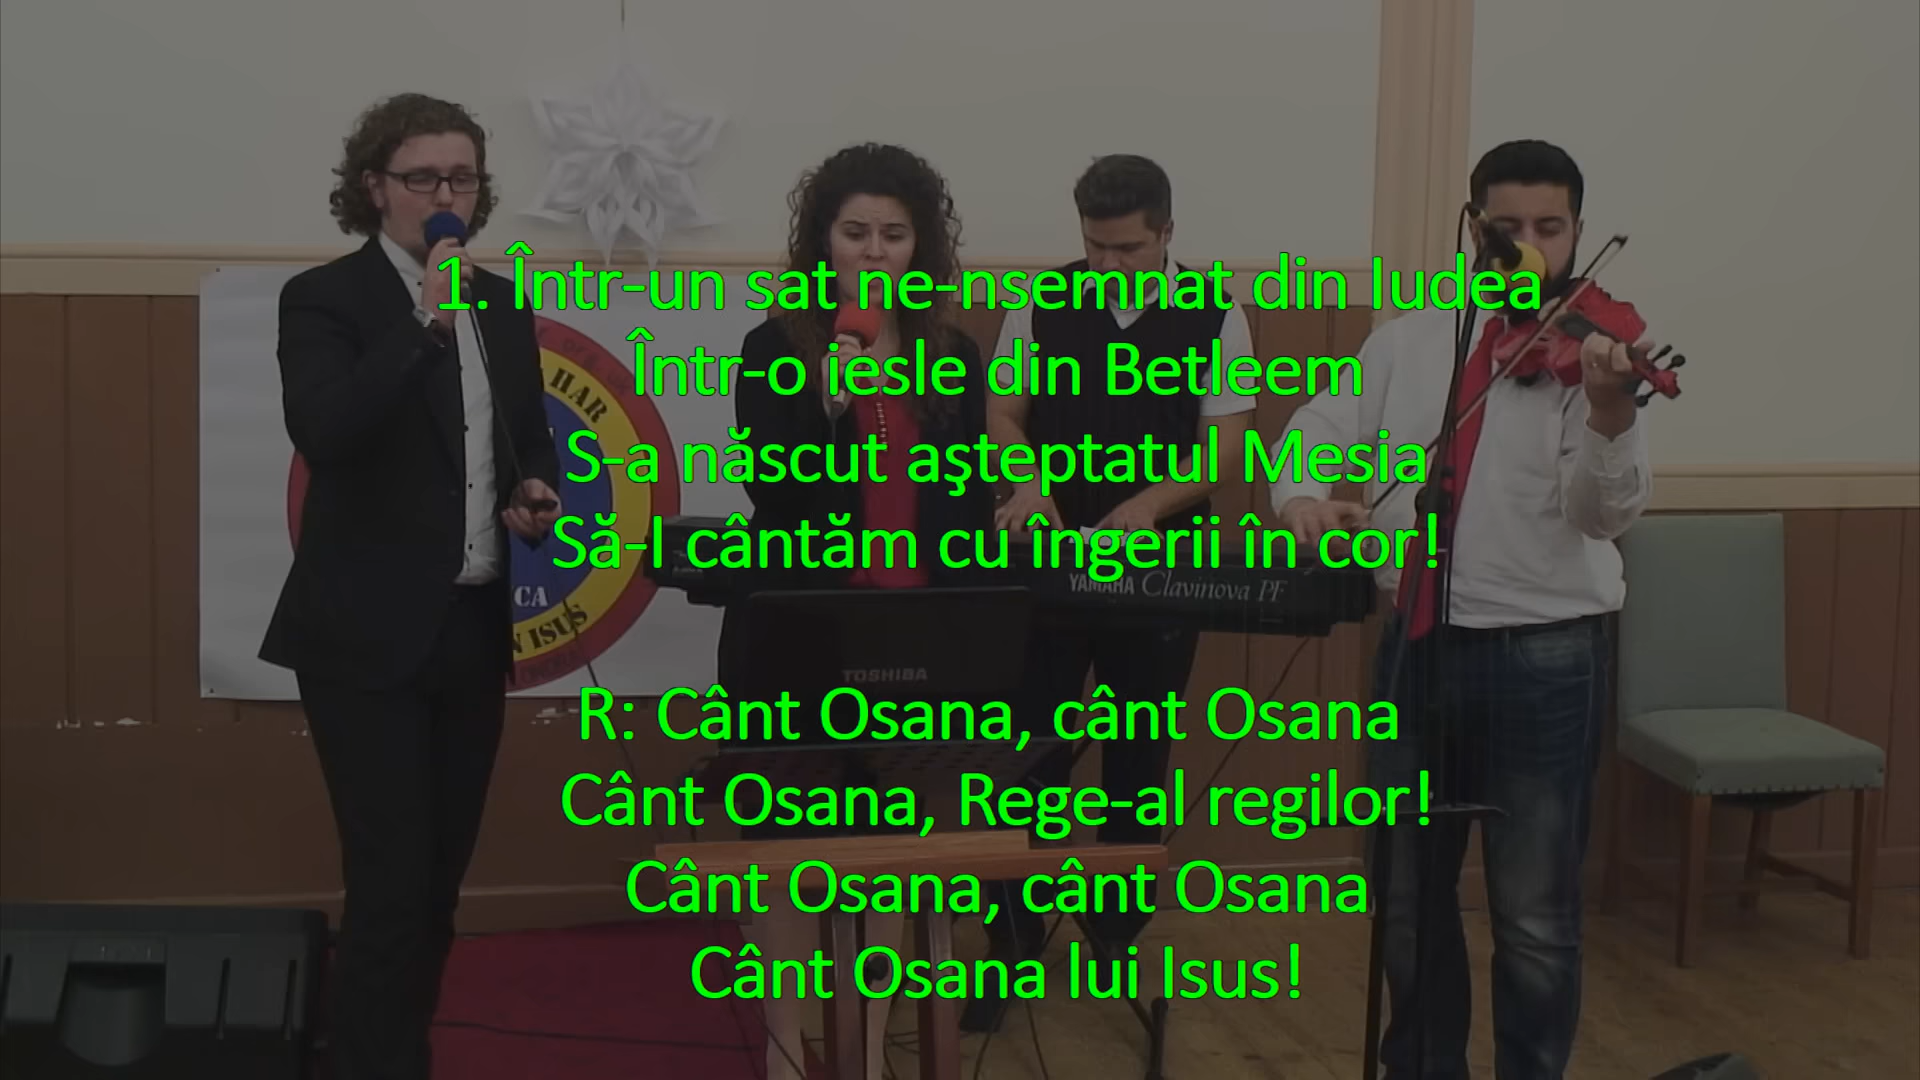 1. Într-un sat ne-nsemnat din Iudea
Într-o iesle din Betleem
S-a născut aşteptatul Mesia
Să-I cântăm cu îngerii în cor!
R: Cânt Osana, cânt Osana
Cânt Osana, Rege-al regilor!
Cânt Osana, cânt Osana
Cânt Osana lui Isus!
HAR
CA
ISUS
YAMAHA Clavinova PF
TOSHIBA